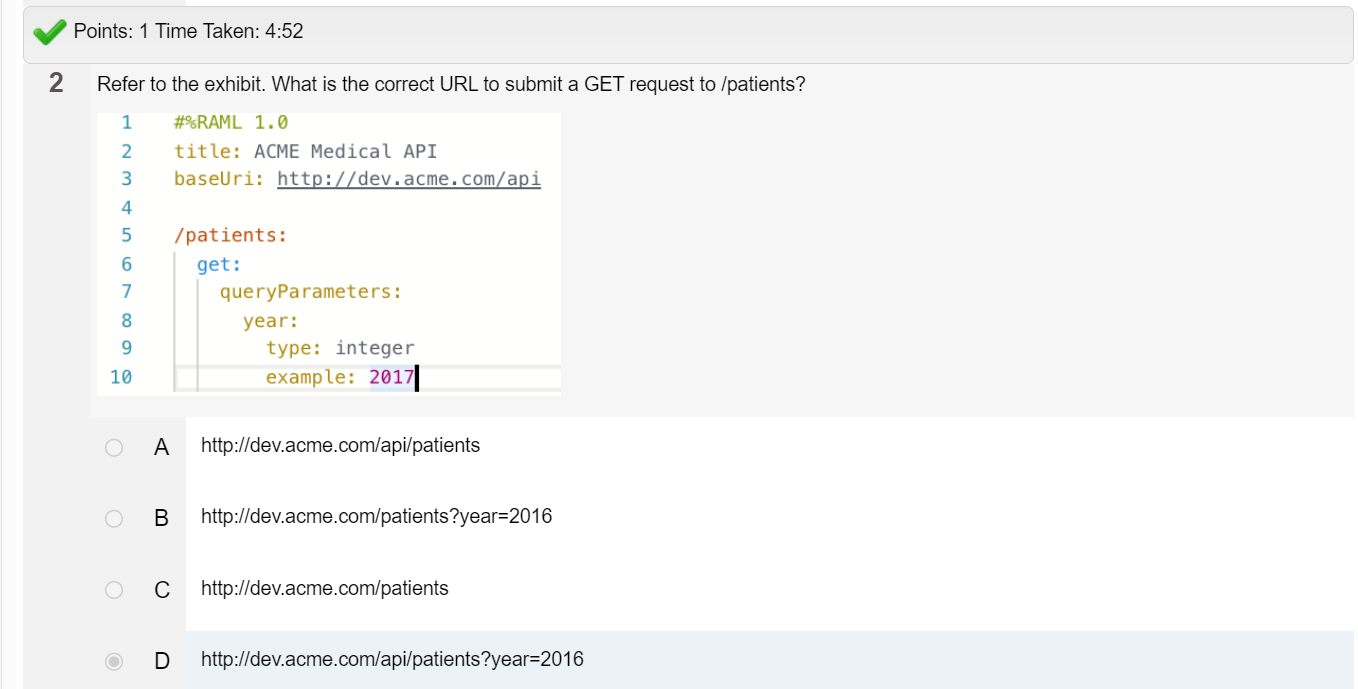 Points: 1 Time Taken: 4:52
2 Refer to the exhibit. What is the correct URL to submit a GET request to /patients?
1 #%RAML 1.0
2 title: ACME Medical API
3 baseUri: http://dev.acme.com/api
4
5 /patients:
6 get:
7 queryParameters:
8 year:
9 type: integer
10 example: 2017
A http://dev.acme.com/api/patients
B http://dev.acme.com/patients?year=2016
C http://dev.acme.com/patients
D http://dev.acme.com/api/patients?year=2016